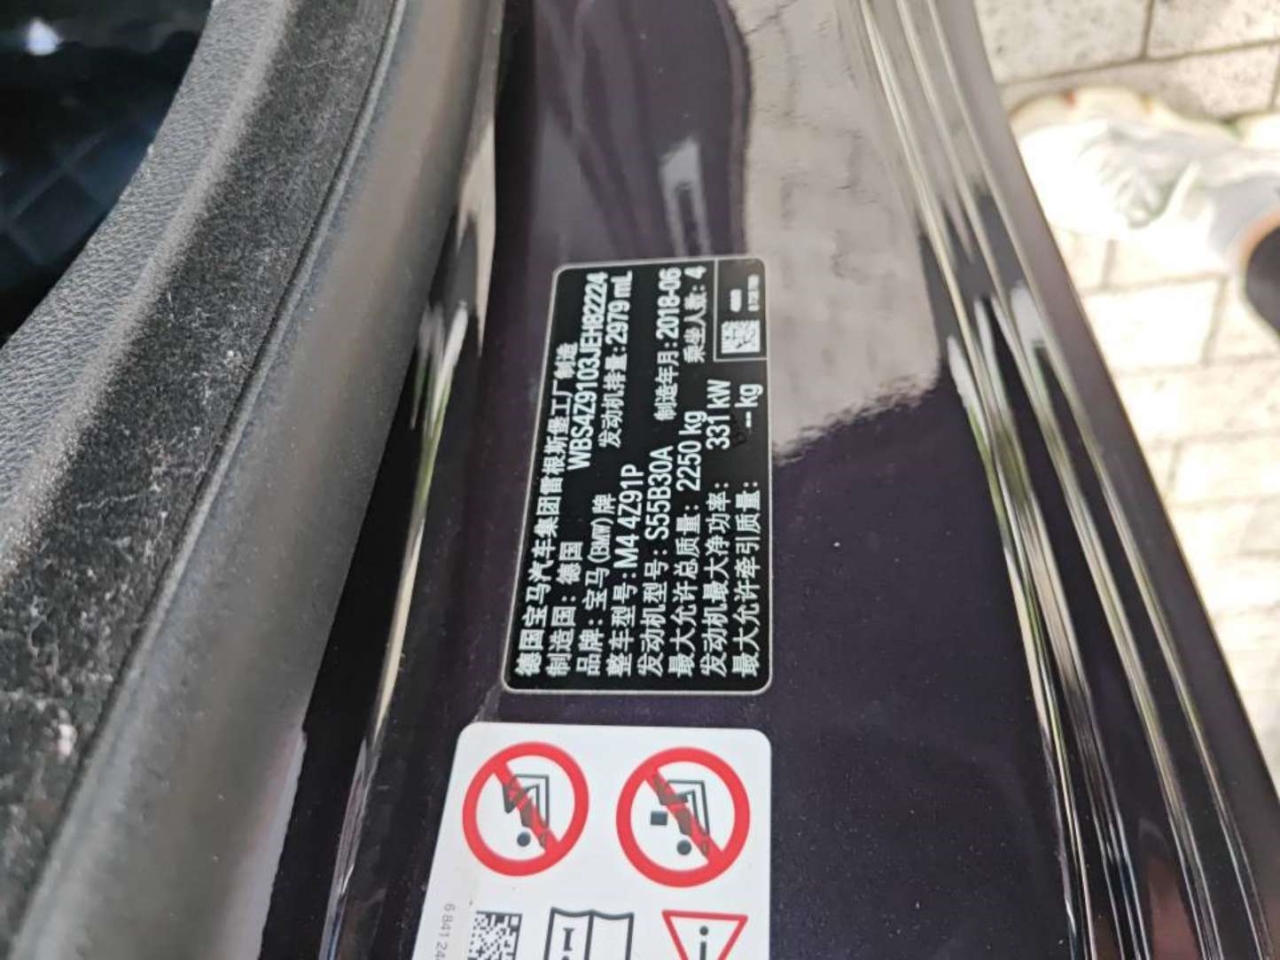 德国宝马汽车集团雷根斯堡工厂制造
制造国：德国 WBS4Z9103JEH82224
品牌：宝马(BMW)牌 发动机排量：2979 mL
整车型号：M4 4Z91P
发动机型号：S55B30A 制造年月：2018-06
最大允许总质量：2250 kg 乘坐人数：4
发动机最大净功率：331 kW
最大允许牵引质量：-- kg
6 841 24